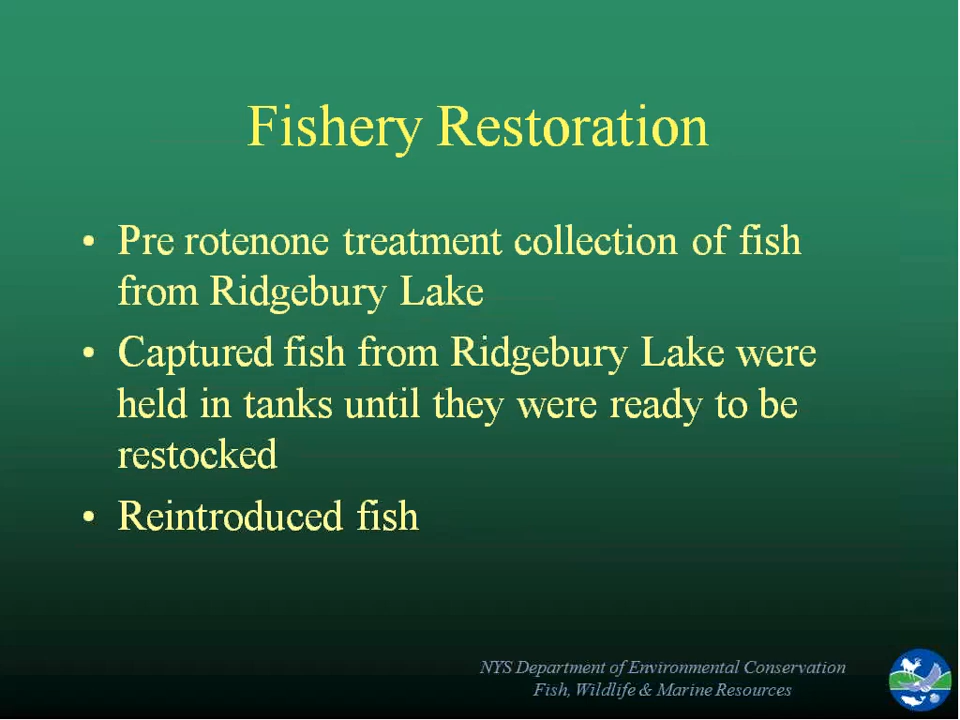 Fishery Restoration
• Pre rotenone treatment collection of fish
from Ridgebury Lake
• Captured fish from Ridgebury Lake were
held in tanks until they were ready to be
restocked
• Reintroduced fish
NYS Department of Environmental Conservation
Fish, Wildlife & Marine Resources